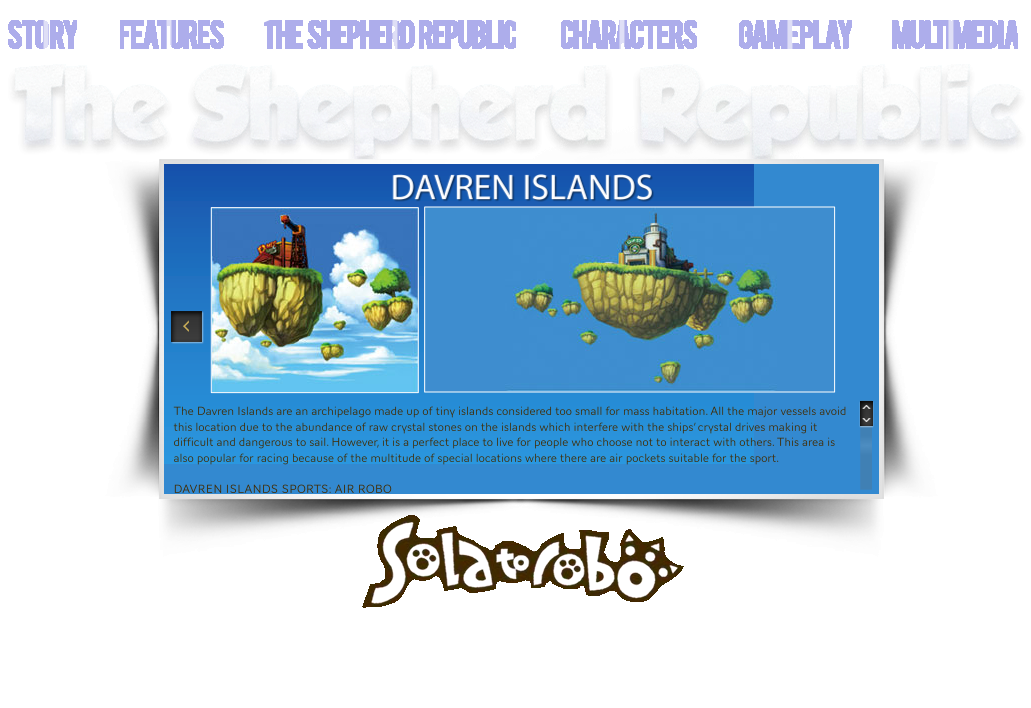 STORY FEATURES THE SHEPHERD REPUBLIC CHARACTERS GAMEPLAY MULTIMEDIA
The Shepherd Republic
DAVREN ISLANDS
The Davren Islands are an archipelago made up of tiny islands considered too small for mass habitation. All the major vessels avoid
this location due to the abundance of raw crystal stones on the islands which interfere with the ships' crystal drives making it
difficult and dangerous to sail. However, it is a perfect place to live for people who choose not to interact with others. This area is
also popular for racing because of the multitude of special locations where there are air pockets suitable for the sport.
DAVREN ISLANDS SPORTS: AIR ROBO
Solatorobo